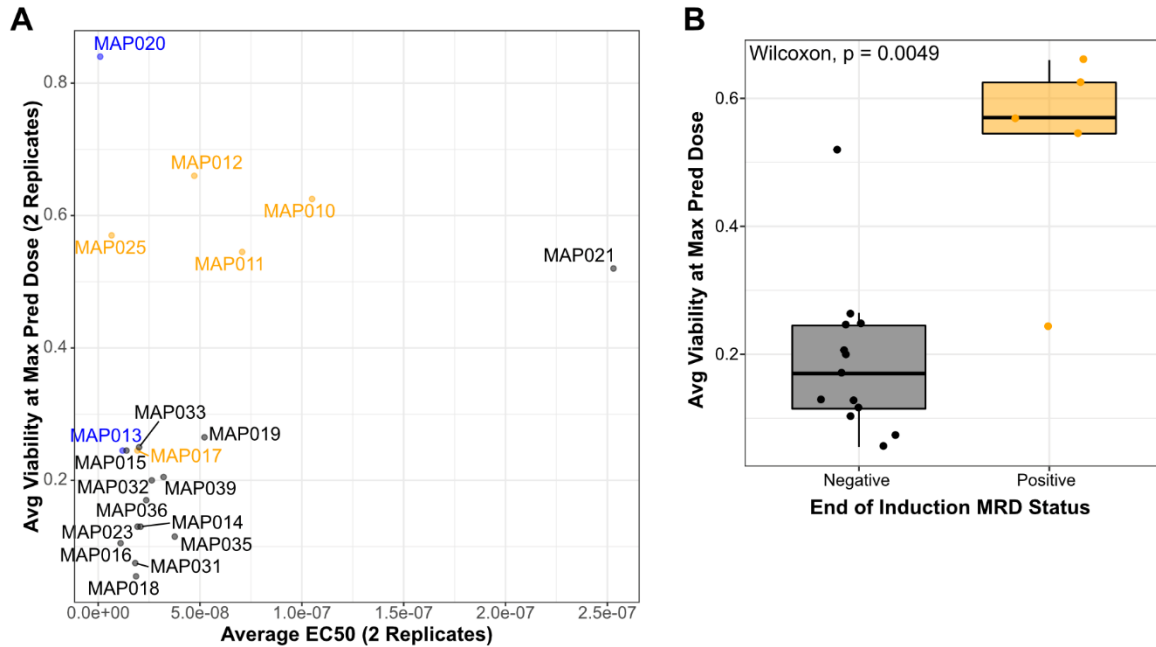 A
Avg Viability at Max Pred Dose (2 Replicates)
0.8
0.6
0.4
0.2
MAP020
MAP012
MAP010
MAP025
MAP011
MAP021
MAP033
MAP013
MAP019
MAP015
MAP017
MAP032
MAP039
MAP036
MAP014
MAP023
MAP035
MAP016
MAP031
MAP018
0.0e+00 5.0e-08 1.0e-07 1.5e-07 2.0e-07 2.5e-07
Average EC50 (2 Replicates)
B
Wilcoxon, p = 0.0049
Avg Viability at Max Pred Dose
0.6
0.4
0.2
Negative Positive
End of Induction MRD Status